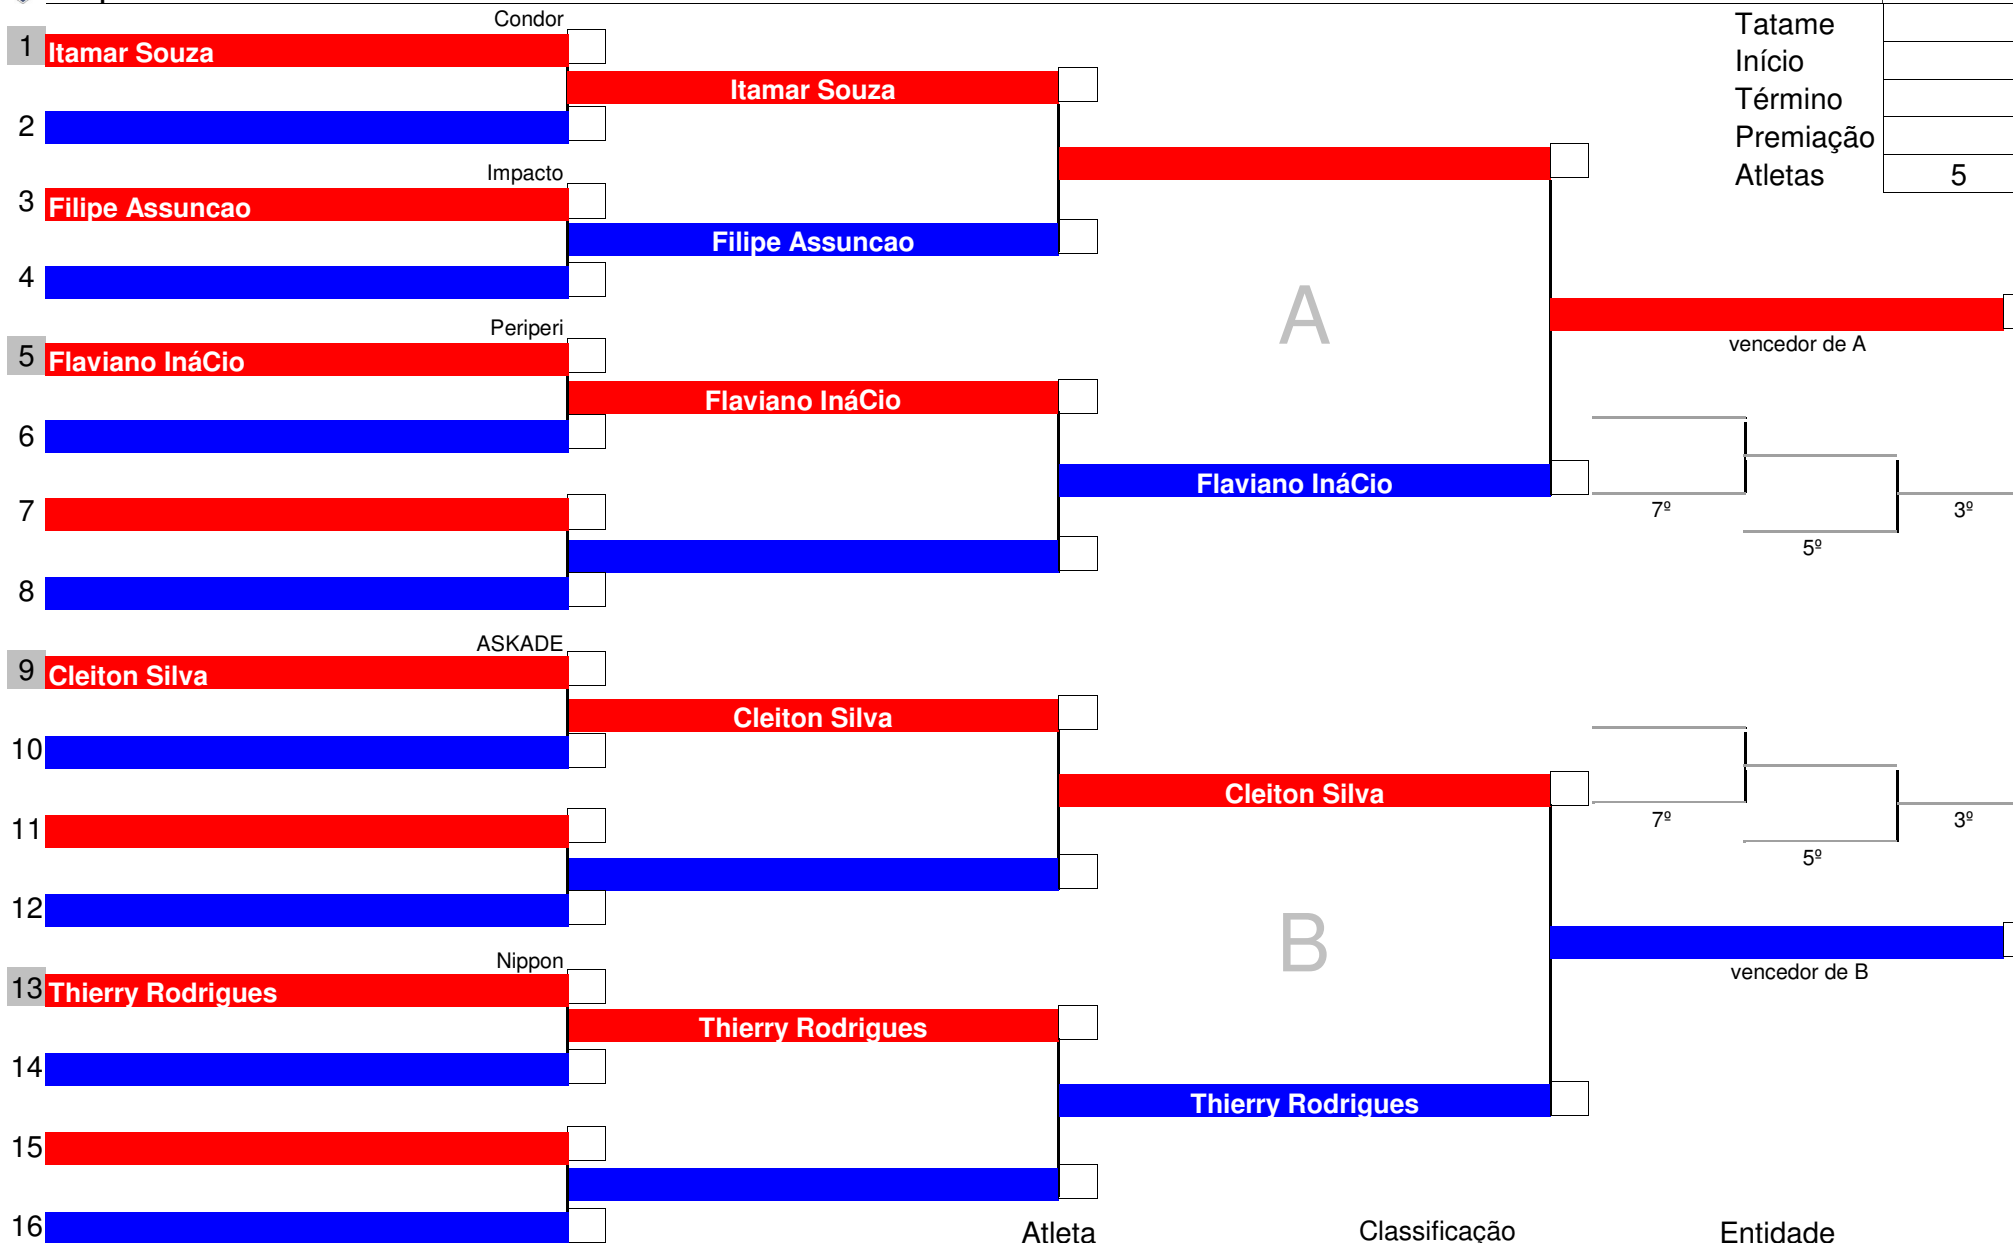 Condor
Tatame
1 Itamar Souza
Início
Itamar Souza
Término
2
Premiação
Impacto
Atletas 5
3 Filipe Assuncao
Filipe Assuncao
4
A
Periperi
vencedor de A
5 Flaviano InáCio
Flaviano InáCio
6
Flaviano InáCio
7
7º 3º
5º
8
ASKADE
9 Cleiton Silva
Cleiton Silva
10
Cleiton Silva
11
7º 3º
5º
12
B
Nippon
vencedor de B
13 Thierry Rodrigues
Thierry Rodrigues
14
Thierry Rodrigues
15
16
Atleta Classificação Entidade